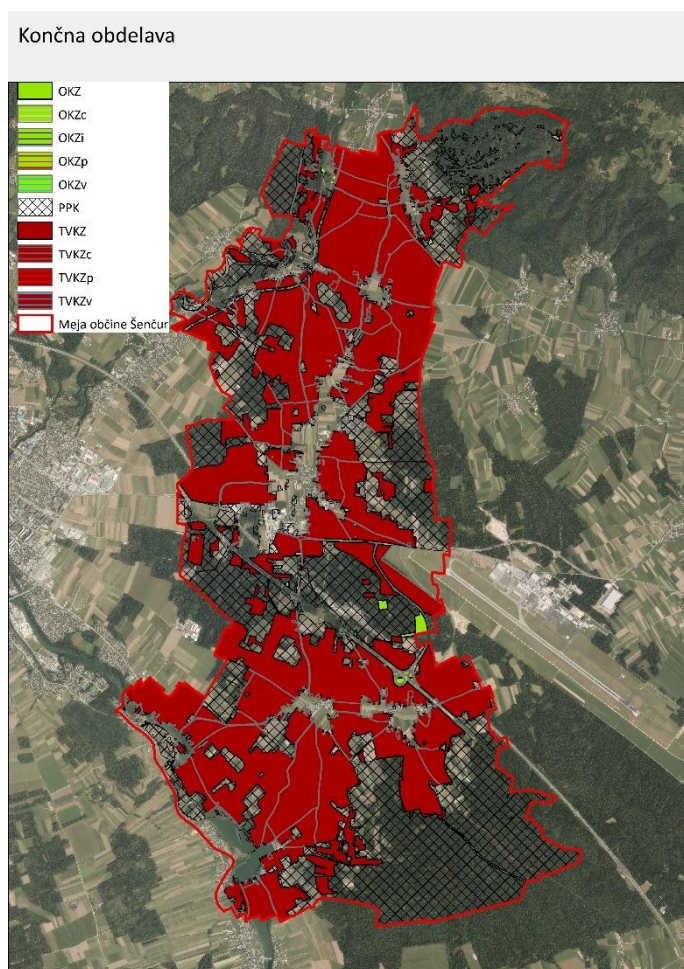 Končna obdelava
OKZ
OKZc
OKZi
OKZp
OKZv
PPK
TVKZ
TVKZc
TVKZp
TVKZv
Meja občine Šenčur